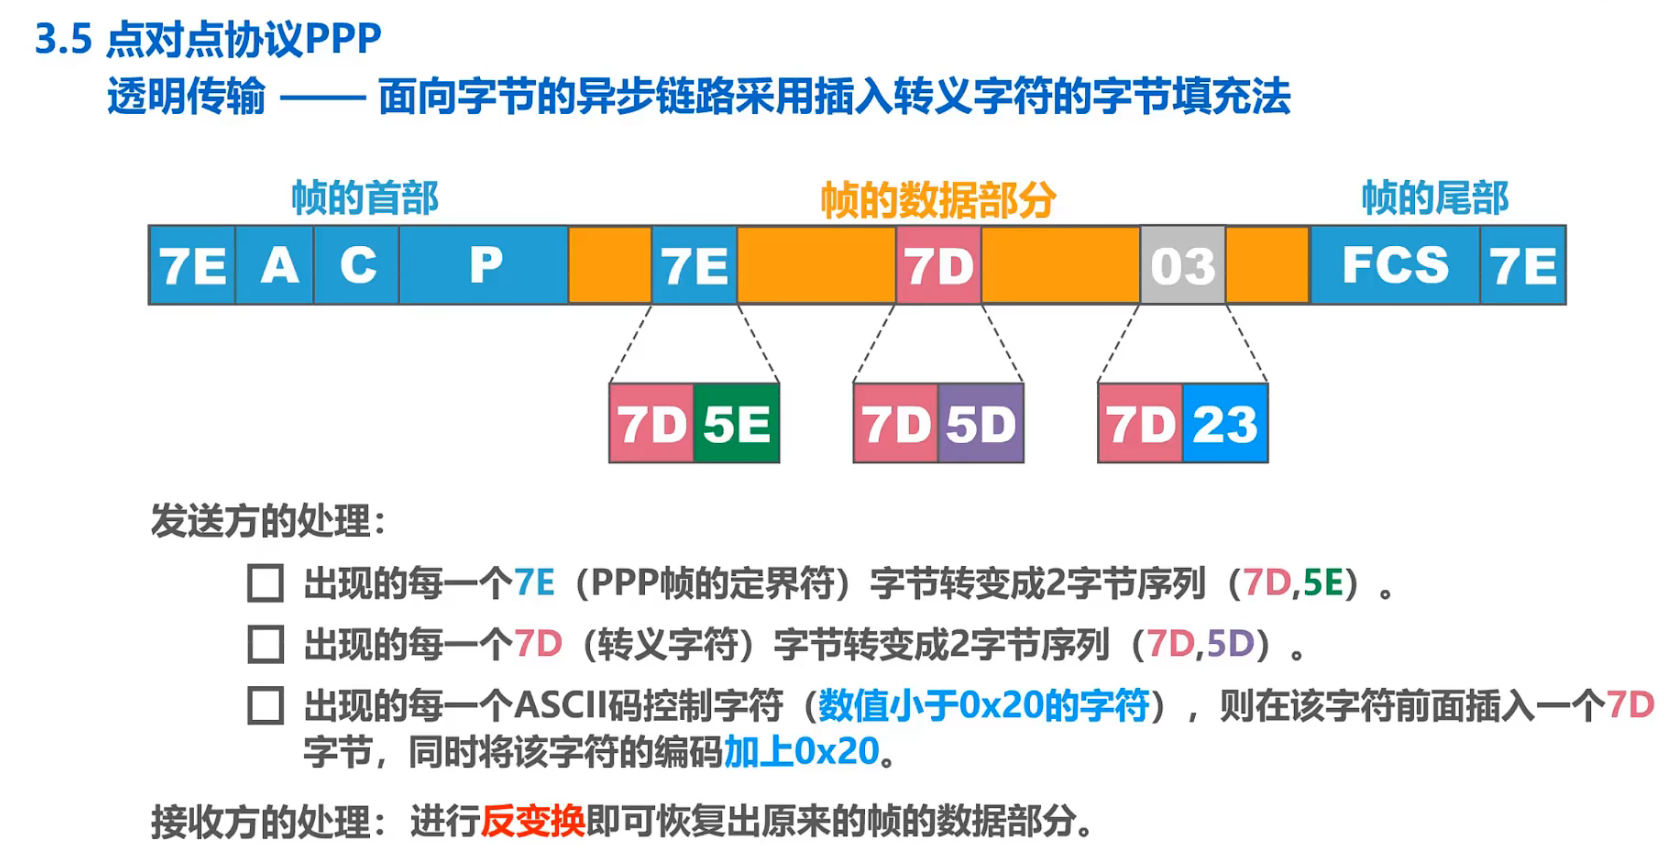 3.5 点对点协议PPP
透明传输 —— 面向字节的异步链路采用插入转义字符的字节填充法
帧的首部 帧的数据部分 帧的尾部
7E A C P 7E 7D 03 FCS 7E
7D 5E 7D 5D 7D 23
发送方的处理：
出现的每一个7E（PPP帧的定界符）字节转变成2字节序列（7D,5E）。
出现的每一个7D（转义字符）字节转变成2字节序列（7D,5D）。
出现的每一个ASCII码控制字符（数值小于0x20的字符），则在该字符前面插入一个7D
字节，同时将该字符的编码加上0x20。
接收方的处理：进行反变换即可恢复出原来的帧的数据部分。